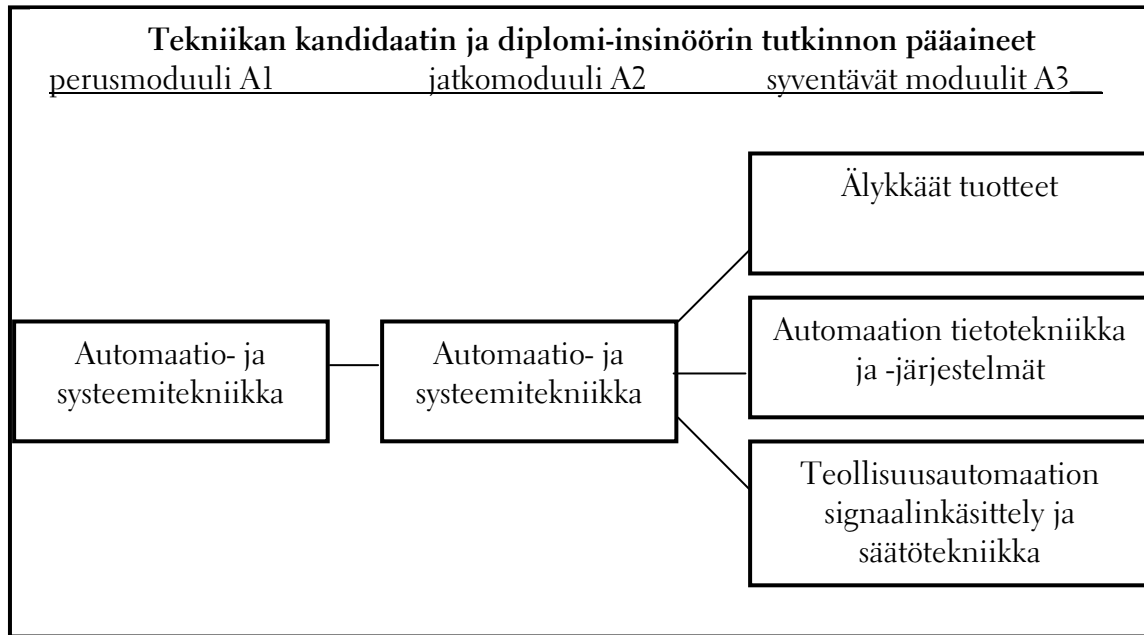 Tekniikan kandidaatin ja diplomi-insinöörin tutkinnon pääaineet
perusmoduuli A1 jatkomoduuli A2 syventävät moduulit A3
Automaatio- ja
systeemitekniikka
Automaatio- ja
systeemitekniikka
Älykkäät tuotteet
Automaation tietotekniikka
ja -järjestelmät
Teollisuusautomaation
signaalinkäsittely ja
säätötekniikka